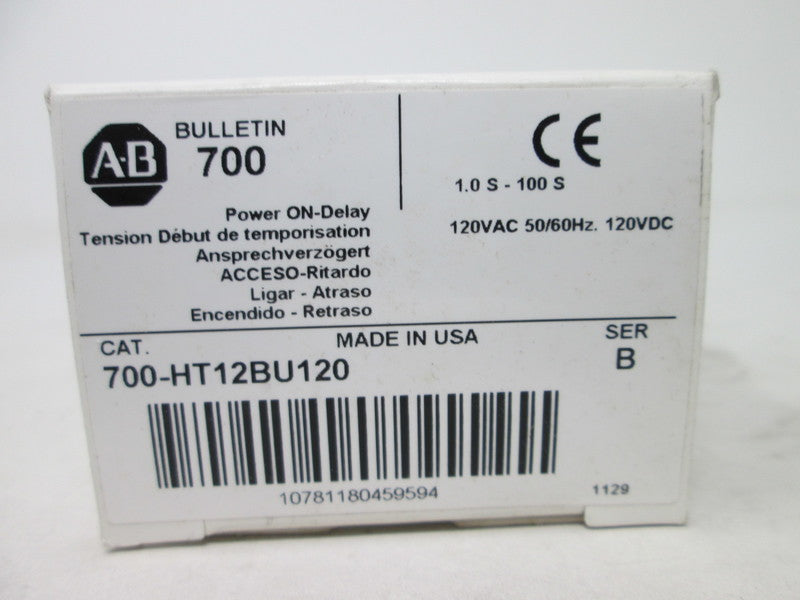 A-B
BULLETIN
700
CE
1.0 S - 100 S
120VAC 50/60Hz. 120VDC
Power ON-Delay
Tension Début de temporisation
Ansprechverzögert
ACCESO-Ritardo
Ligar - Atraso
Encendido - Retraso
MADE IN USA
CAT.
700-HT12BU120
SER
B
10781180459594
1129